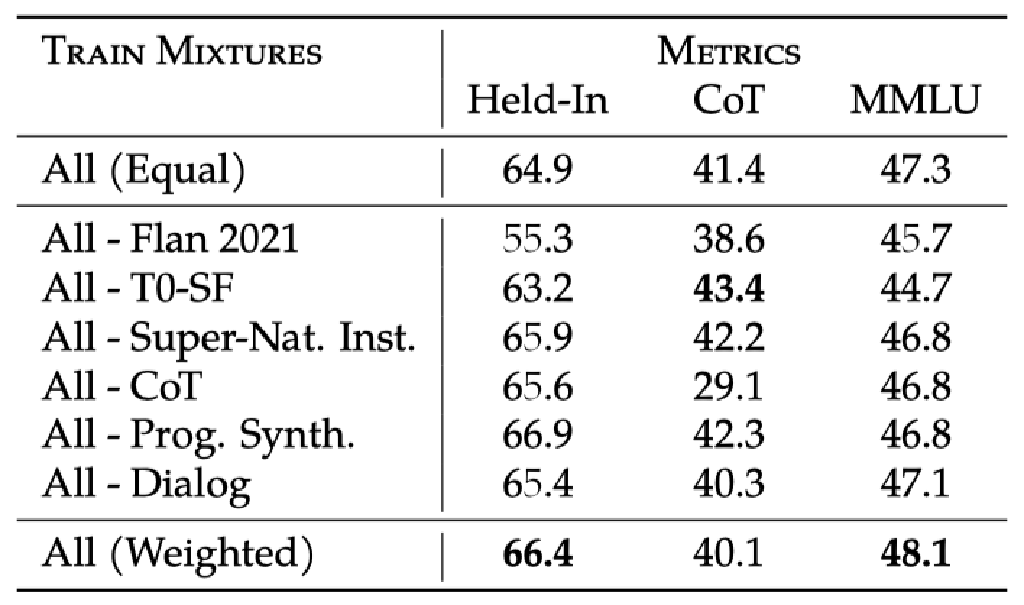 TRAIN MIXTURES METRICS
Held-In CoT MMLU
All (Equal) 64.9 41.4 47.3
All - Flan 2021 55.3 38.6 45.7
All - T0-SF 63.2 43.4 44.7
All - Super-Nat. Inst. 65.9 42.2 46.8
All - CoT 65.6 29.1 46.8
All - Prog. Synth. 66.9 42.3 46.8
All - Dialog 65.4 40.3 47.1
All (Weighted) 66.4 40.1 48.1